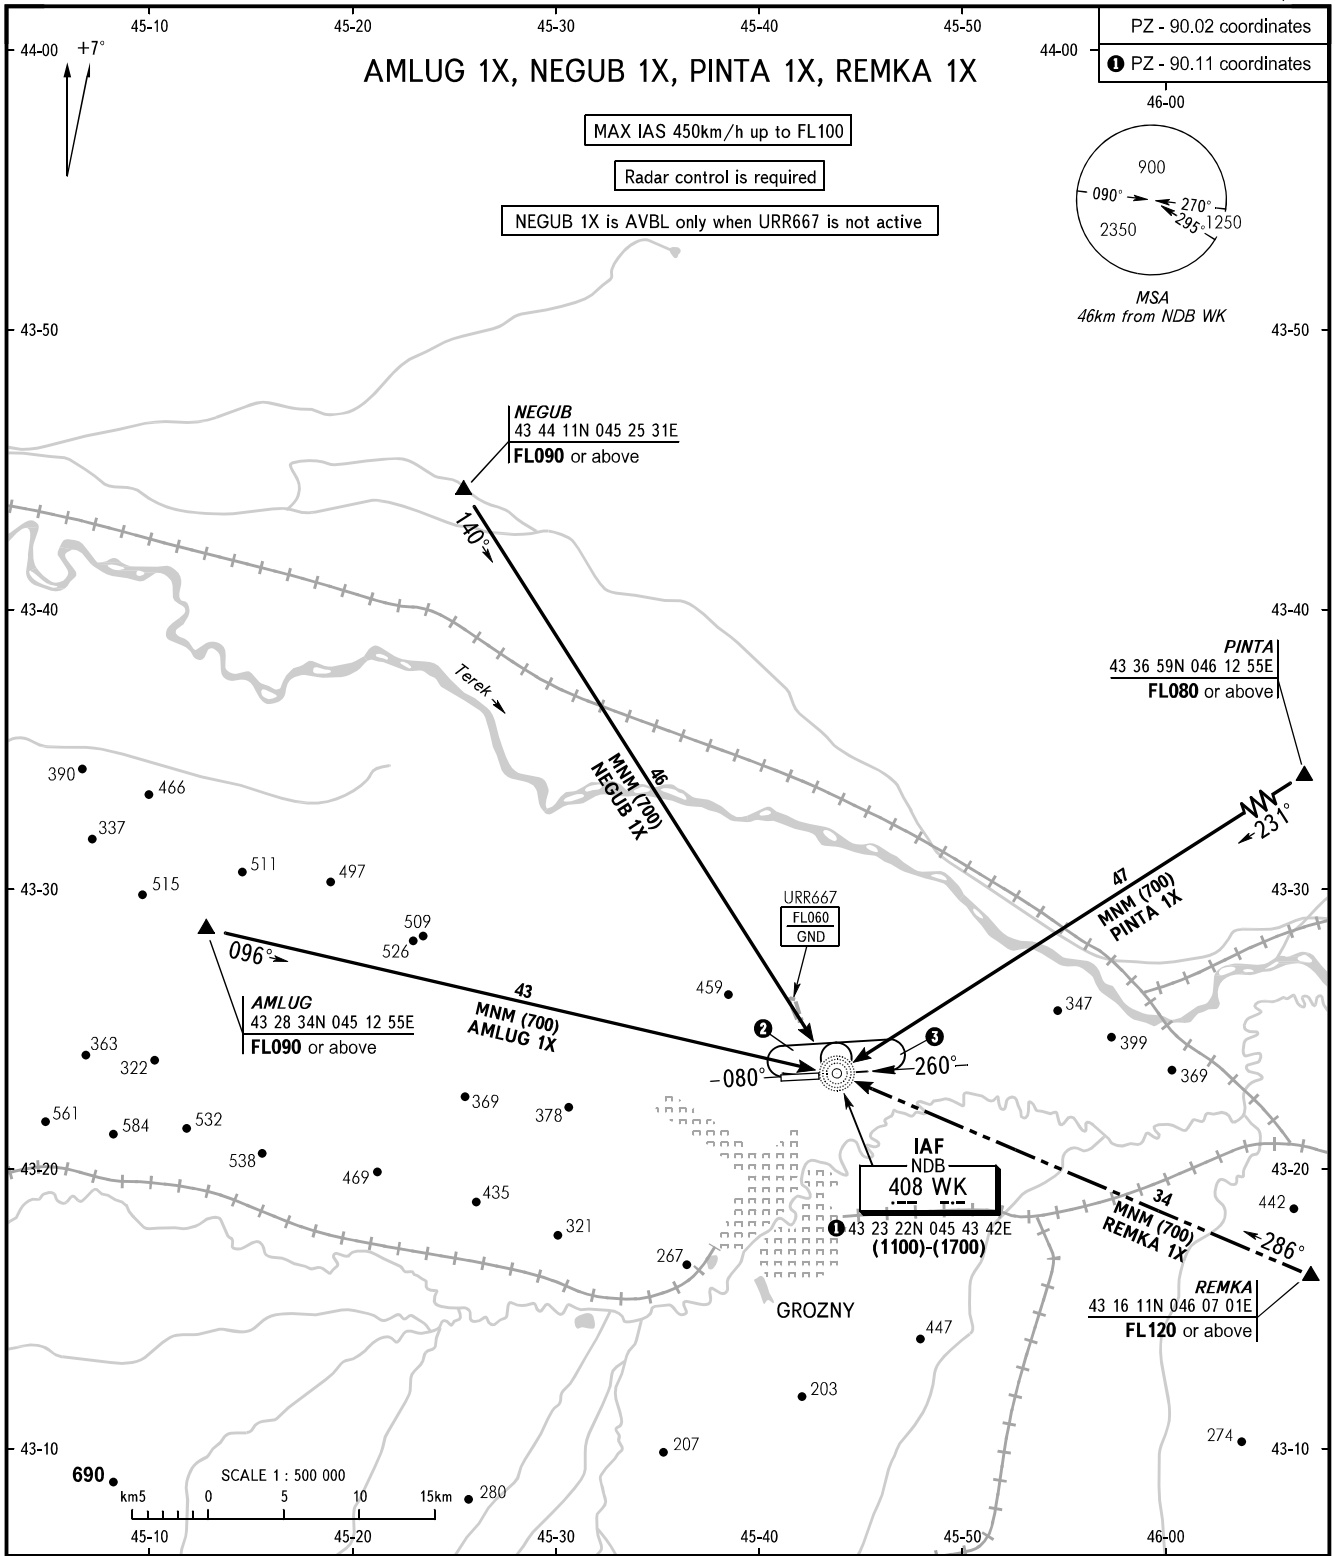 45-10
45-20
45-30
45-40
45-50
PZ - 90.02 coordinates
44-00
+7°
44-00
❶ PZ - 90.11 coordinates
AMLUG 1X, NEGUB 1X, PINTA 1X, REMKA 1X
46-00
MAX IAS 450km/h up to FL100
Radar control is required
NEGUB 1X is AVBL only when URR667 is not active
900
090°
270°
295°
1250
2350
MSA
46km from NDB WK
43-50
43-50
NEGUB
43 44 11N 045 25 31E
FL090 or above
140°
43-40
43-40
PINTA
43 36 59N 046 12 55E
FL080 or above
Terek
46
MNM (700)
NEGUB 1X
231°
47
MNM (700)
PINTA 1X
390
466
337
511
497
515
43-30
43-30
URR667
FL060
GND
509
526
096°
43
MNM (700)
AMLUG 1X
459
AMLUG
43 28 34N 045 12 55E
FL090 or above
347
399
369
❷
❸
080°
260°
363
322
369
378
561
584
532
538
469
435
321
267
43-20
43-20
IAF
NDB
408 WK
❶ 43 23 22N 045 43 42E
(1100)-(1700)
34
MNM (700)
REMKA 1X
286°
442
REMKA
43 16 11N 046 07 01E
FL120 or above
GROZNY
447
203
207
274
43-10
43-10
690
280
SCALE 1 : 500 000
km5
0
5
10
15km
45-10
45-20
45-30
45-40
45-50
46-00